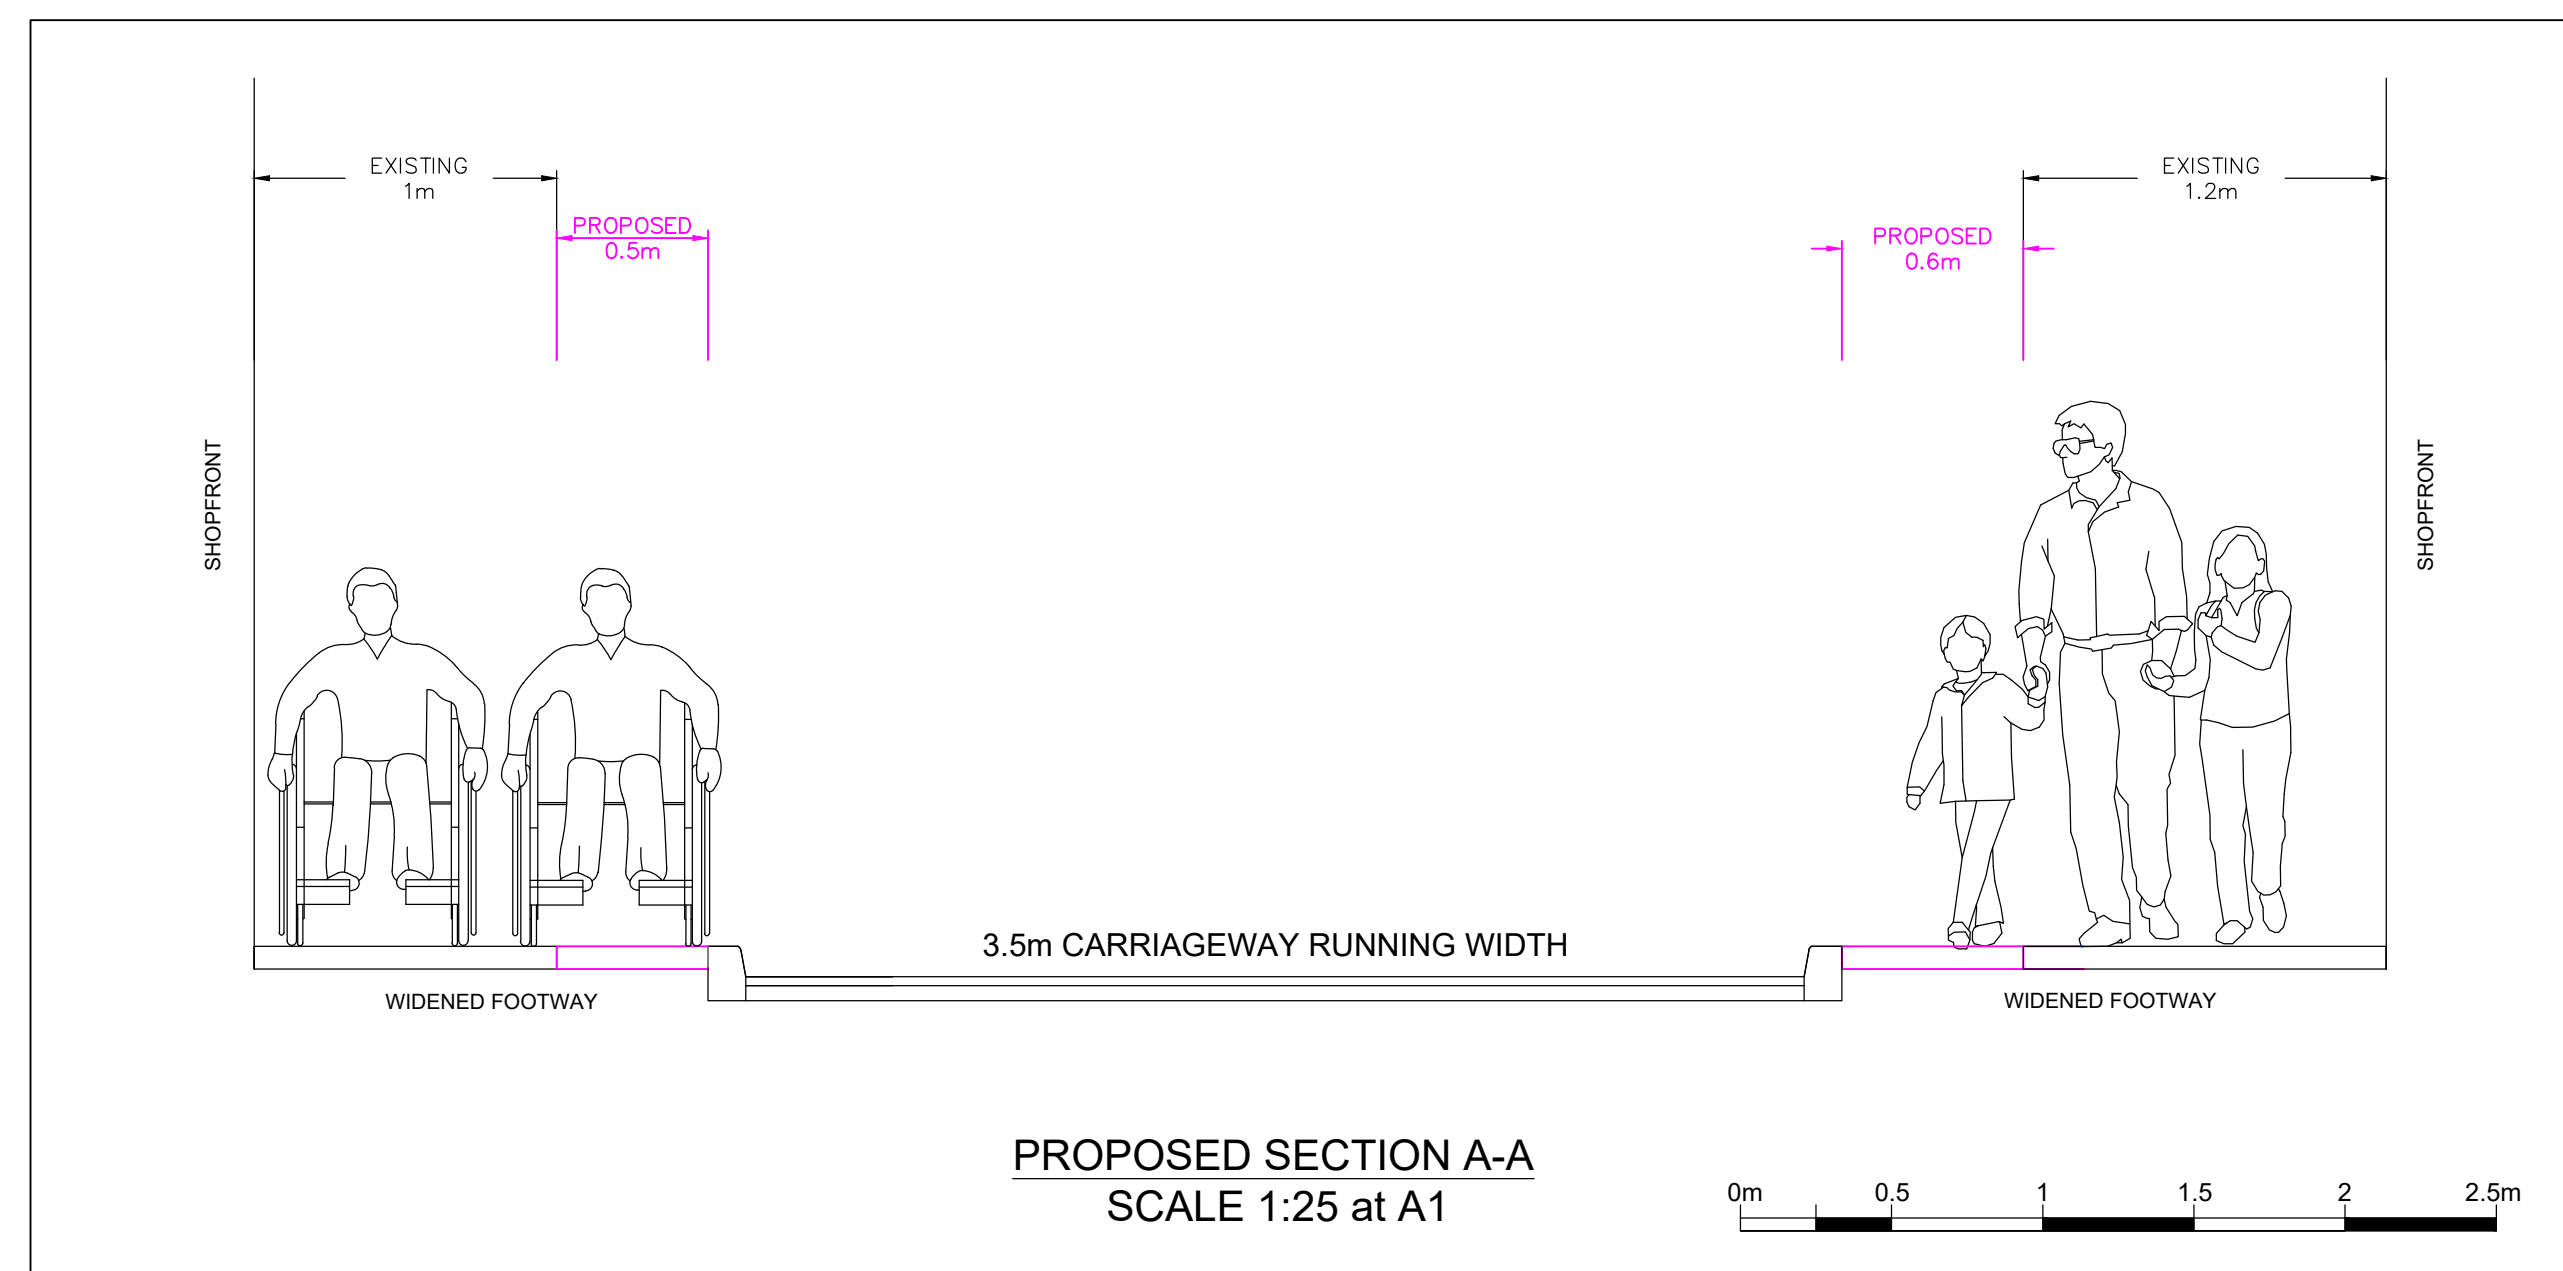 EXISTING
1m
PROPOSED
0.5m
PROPOSED
0.6m
EXISTING
1.2m
SHOPFRONT
SHOPFRONT
3.5m CARRIAGEWAY RUNNING WIDTH
WIDENED FOOTWAY
WIDENED FOOTWAY
PROPOSED SECTION A-A
SCALE 1:25 at A1
0m 0.5 1 1.5 2 2.5m